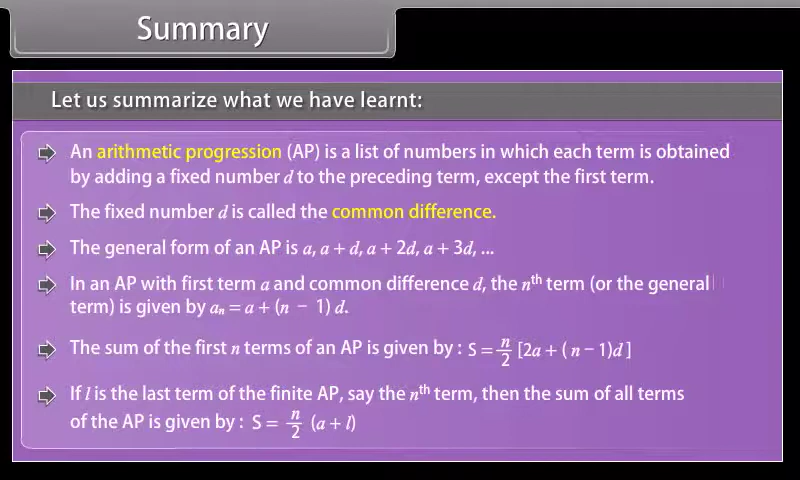 Summary
Let us summarize what we have learnt:
An arithmetic progression (AP) is a list of numbers in which each term is obtained
by adding a fixed number d to the preceding term, except the first term.
The fixed number d is called the common difference.
The general form of an AP is a, a + d, a + 2d, a + 3d, ...
In an AP with first term a and common difference d, the nᵗʰ term (or the general
term) is given by aₙ = a + (n − 1) d.
The sum of the first n terms of an AP is given by : S = n/2 [2a + ( n − 1)d ]
If l is the last term of the finite AP, say the nᵗʰ term, then the sum of all terms
of the AP is given by : S = n/2 (a + l)